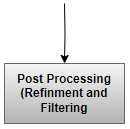 Post Processing
(Refinment and
Filtering